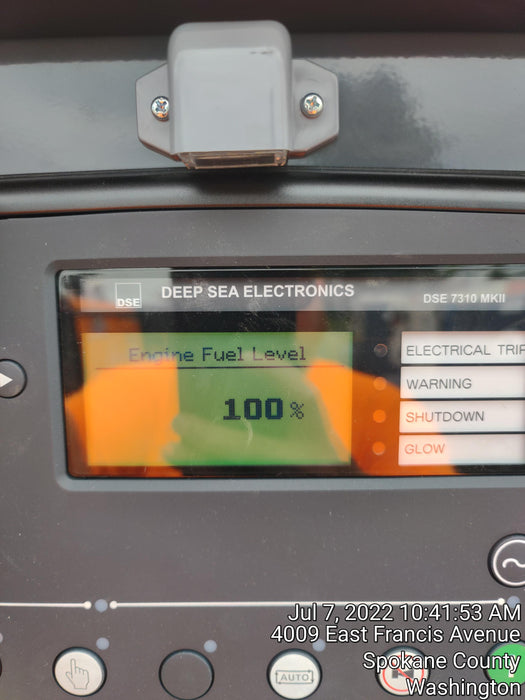 DSE
DEEP SEA ELECTRONICS
DSE 7310 MKII
Engine Fuel Level
100%
ELECTRICAL TRIP
WARNING
SHUTDOWN
GLOW
AUTO
Jul 7, 2022 10:41:53 AM
4009 East Francis Avenue
Spokane County
Washington